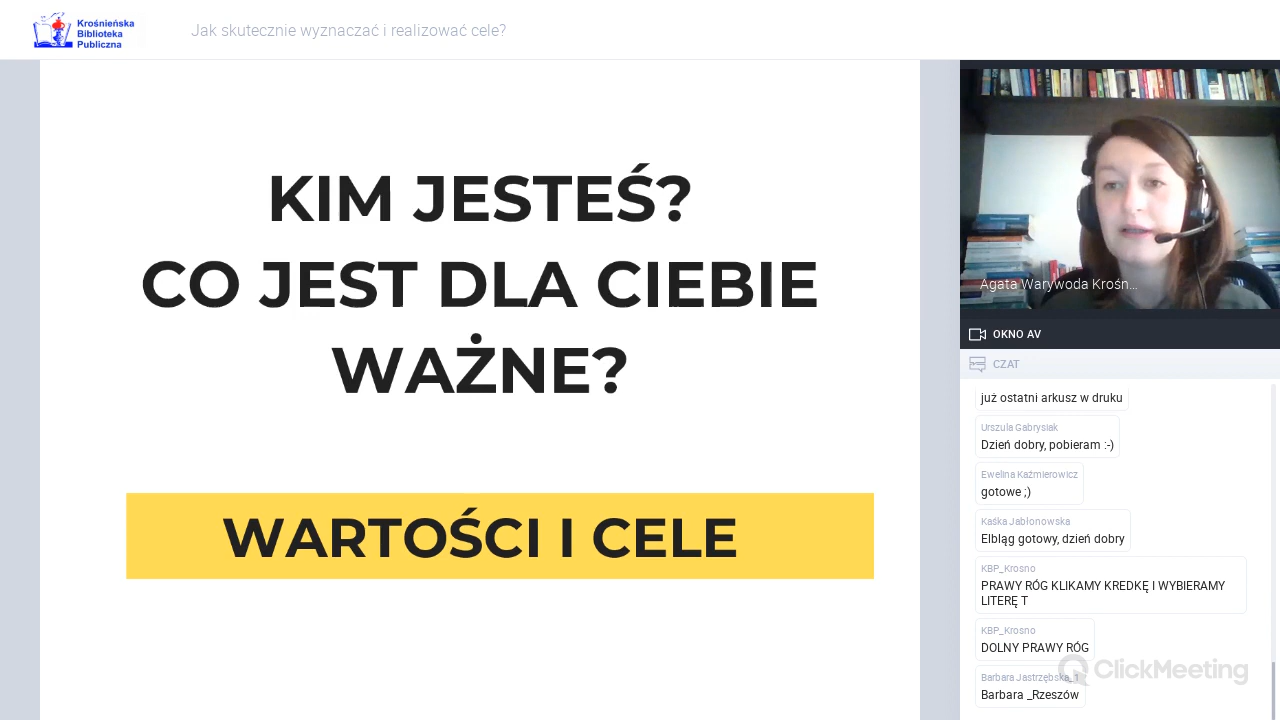 Krośnieńska
Biblioteka
Publiczna
Jak skutecznie wyznaczać i realizować cele?
KIM JESTEŚ?
CO JEST DLA CIEBIE
WAŻNE?
WARTOŚCI I CELE
Agata Warywoda Krośn...
OKNO AV
CZAT
już ostatni arkusz w druku
Urszula Gabrysiak
Dzień dobry, pobieram :-)
Ewelina Kaźmierowicz
gotowe ;)
Kaśka Jabłonowska
Elbląg gotowy, dzień dobry
KBP_Krosno
PRAWY RÓG KLIKAMY KREDKĘ I WYBIERAMY
LITERĘ T
KBP_Krosno
DOLNY PRAWY RÓG
Barbara Jastrzębska_1
Barbara _Rzeszów
ClickMeeting